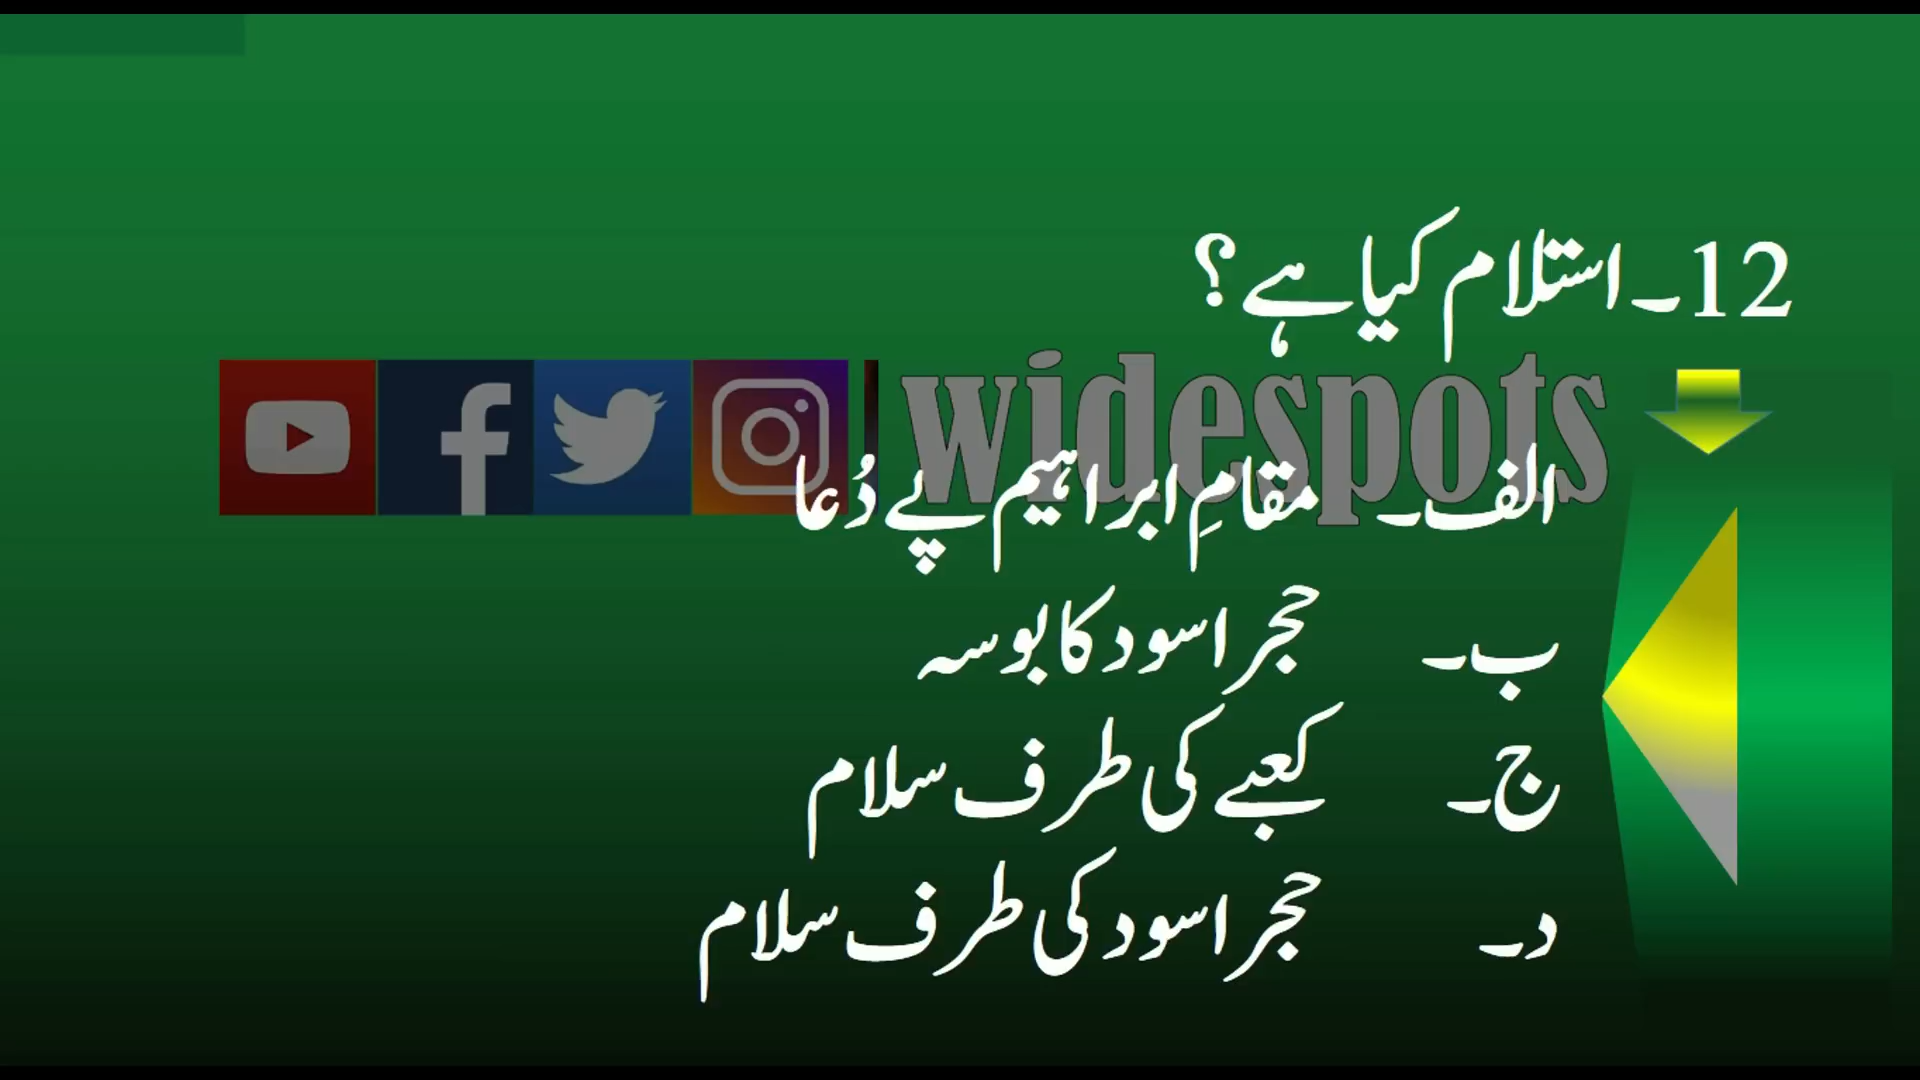 12۔استلام کیا ہے؟
widespots
الف۔ مقامِ ابراہیم پے دُعا
ب۔ حجر اسود کا بوسہ
ج۔ کعبے کی طرف سلام
د۔ حجر اسود کی طرف سلام